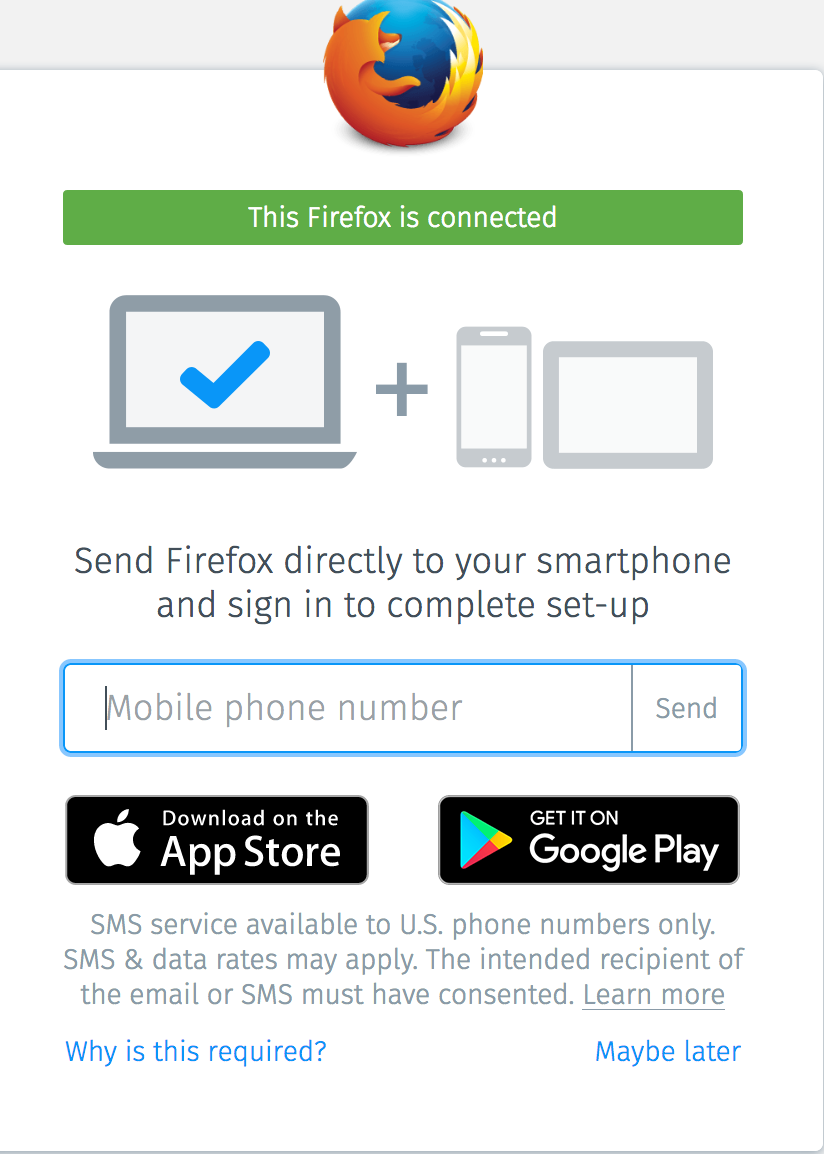 This Firefox is connected
Send Firefox directly to your smartphone
and sign in to complete set-up
Mobile phone number
Send
Download on the
App Store
GET IT ON
Google Play
SMS service available to U.S. phone numbers only.
SMS & data rates may apply. The intended recipient of
the email or SMS must have consented. Learn more
Why is this required?
Maybe later